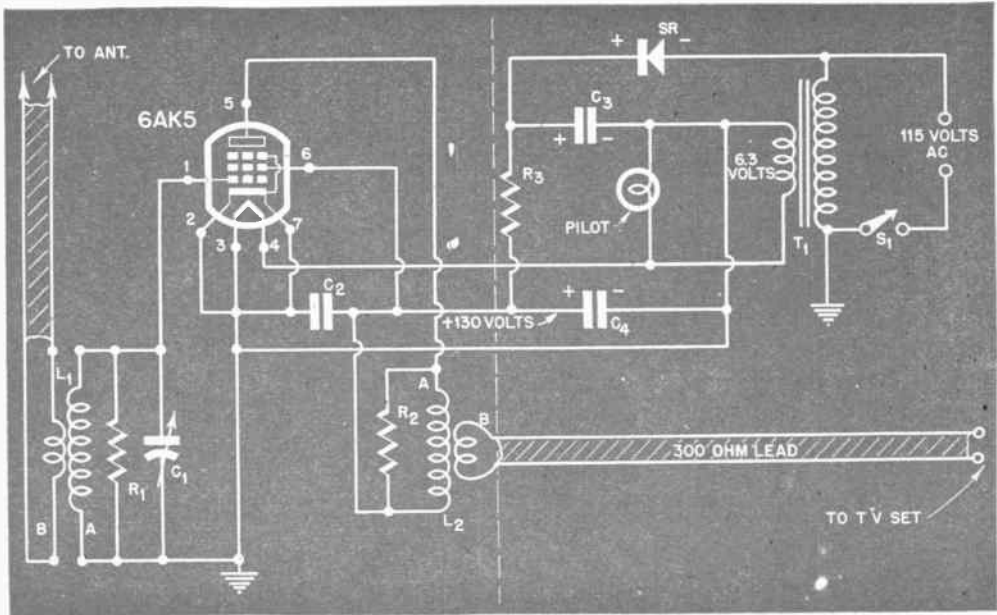 TO ANT.
6AK5
5
1
6
2
3
4
7
C2
L1
R1
C1
B
A
SR
+
-
C3
+
-
R3
PILOT
6.3 VOLTS
T1
115 VOLTS AC
S1
+130 VOLTS
+
-
C4
A
R2
B
L2
300 OHM LEAD
TO TV SET